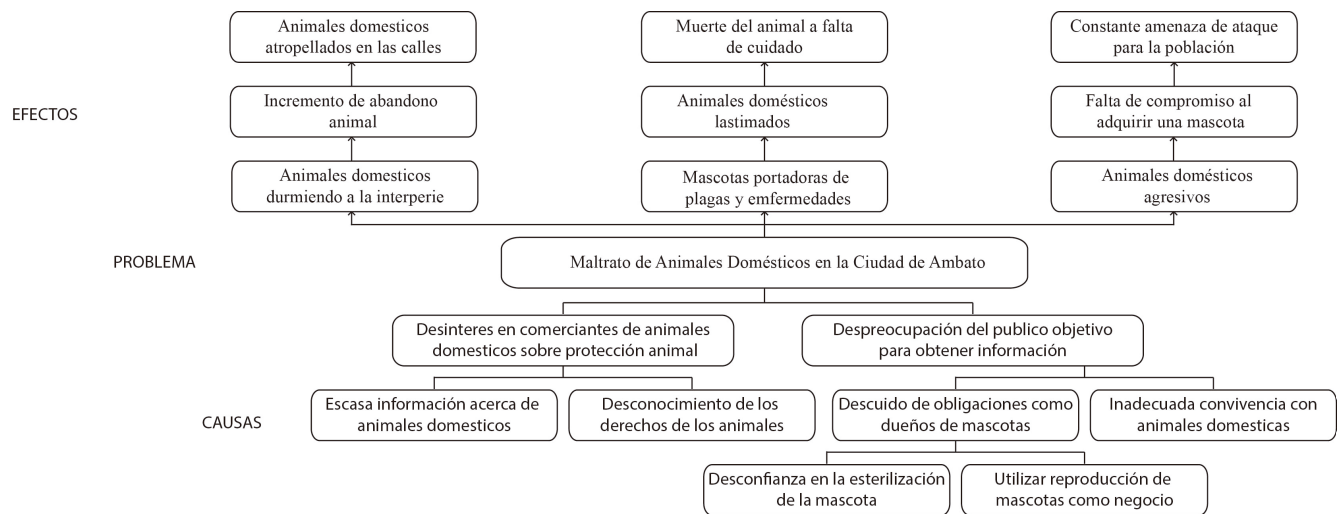 Animales domesticos
atropellados en las calles
Muerte del animal a falta
de cuidado
Constante amenaza de ataque
para la población
EFECTOS
Incremento de abandono
animal
Animales domésticos
lastimados
Falta de compromiso al
adquirir una mascota
Animales domesticos
durmiendo a la interperie
Mascotas portadoras de
plagas y emfermedades
Animales domésticos
agresivos
PROBLEMA
Maltrato de Animales Domésticos en la Ciudad de Ambato
Desinteres en comerciantes de animales
domesticos sobre protección animal
Despreocupación del publico objetivo
para obtener información
CAUSAS
Escasa información acerca de
animales domesticos
Desconocimiento de los
derechos de los animales
Descuido de obligaciones como
dueños de mascotas
Inadecuada convivencia con
animales domesticas
Desconfianza en la esterilización
de la mascota
Utilizar reproducción de
mascotas como negocio